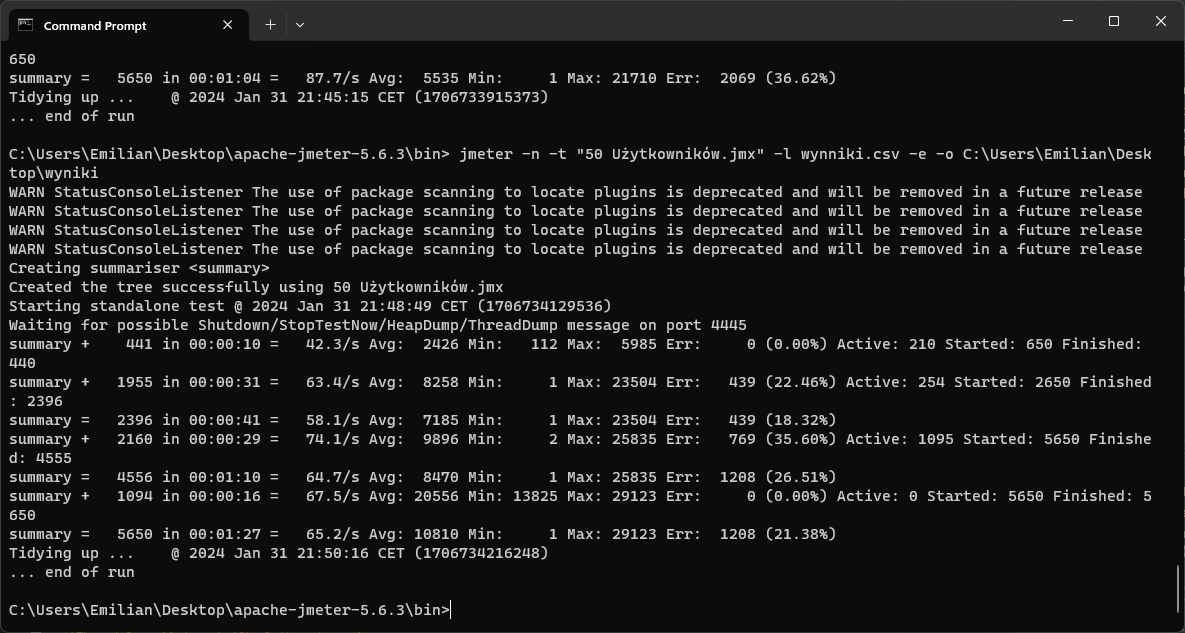 Command Prompt
650
summary =   5650 in 00:01:04 =   87.7/s Avg:  5535 Min:     1 Max: 21710 Err:  2069 (36.62%)
Tidying up ...    @ 2024 Jan 31 21:45:15 CET (1706733915373)
... end of run
C:\Users\Emilian\Desktop\apache-jmeter-5.6.3\bin> jmeter -n -t "50 Użytkowników.jmx" -l wynniki.csv -e -o C:\Users\Emilian\Desk
top\wyniki
WARN StatusConsoleListener The use of package scanning to locate plugins is deprecated and will be removed in a future release
WARN StatusConsoleListener The use of package scanning to locate plugins is deprecated and will be removed in a future release
WARN StatusConsoleListener The use of package scanning to locate plugins is deprecated and will be removed in a future release
WARN StatusConsoleListener The use of package scanning to locate plugins is deprecated and will be removed in a future release
Creating summariser <summary>
Created the tree successfully using 50 Użytkowników.jmx
Starting standalone test @ 2024 Jan 31 21:48:49 CET (1706734129536)
Waiting for possible Shutdown/StopTestNow/HeapDump/ThreadDump message on port 4445
summary +    441 in 00:00:10 =   42.3/s Avg:  2426 Min:   112 Max:  5985 Err:     0 (0.00%) Active: 210 Started: 650 Finished:
440
summary +   1955 in 00:00:31 =   63.4/s Avg:  8258 Min:     1 Max: 23504 Err:   439 (22.46%) Active: 254 Started: 2650 Finished
: 2396
summary =   2396 in 00:00:41 =   58.1/s Avg:  7185 Min:     1 Max: 23504 Err:   439 (18.32%)
summary +   2160 in 00:00:29 =   74.1/s Avg:  9896 Min:     2 Max: 25835 Err:   769 (35.60%) Active: 1095 Started: 5650 Finishe
d: 4555
summary =   4556 in 00:01:10 =   64.7/s Avg:  8470 Min:     1 Max: 25835 Err:  1208 (26.51%)
summary +   1094 in 00:00:16 =   67.5/s Avg: 20556 Min: 13825 Max: 29123 Err:     0 (0.00%) Active: 0 Started: 5650 Finished: 5
650
summary =   5650 in 00:01:27 =   65.2/s Avg: 10810 Min:     1 Max: 29123 Err:  1208 (21.38%)
Tidying up ...    @ 2024 Jan 31 21:50:16 CET (1706734216248)
... end of run
C:\Users\Emilian\Desktop\apache-jmeter-5.6.3\bin>